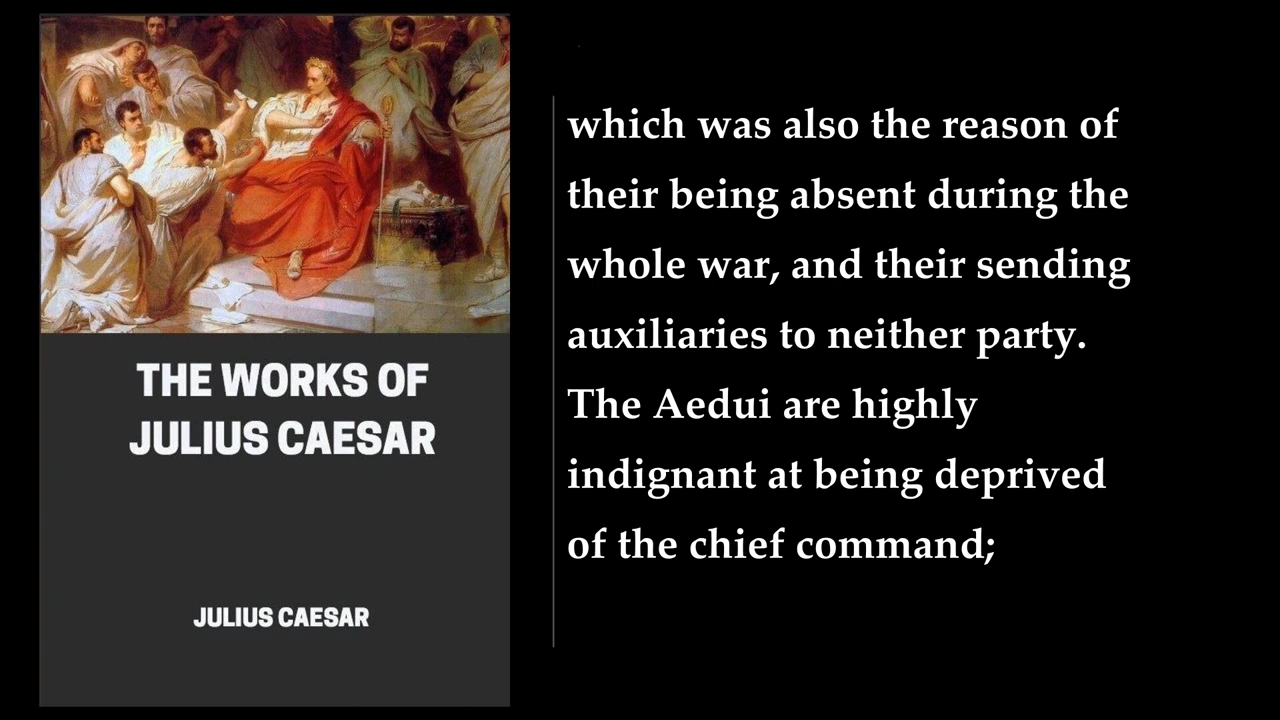 THE WORKS OF
JULIUS CAESAR
JULIUS CAESAR
which was also the reason of
their being absent during the
whole war, and their sending
auxiliaries to neither party.
The Aedui are highly
indignant at being deprived
of the chief command;